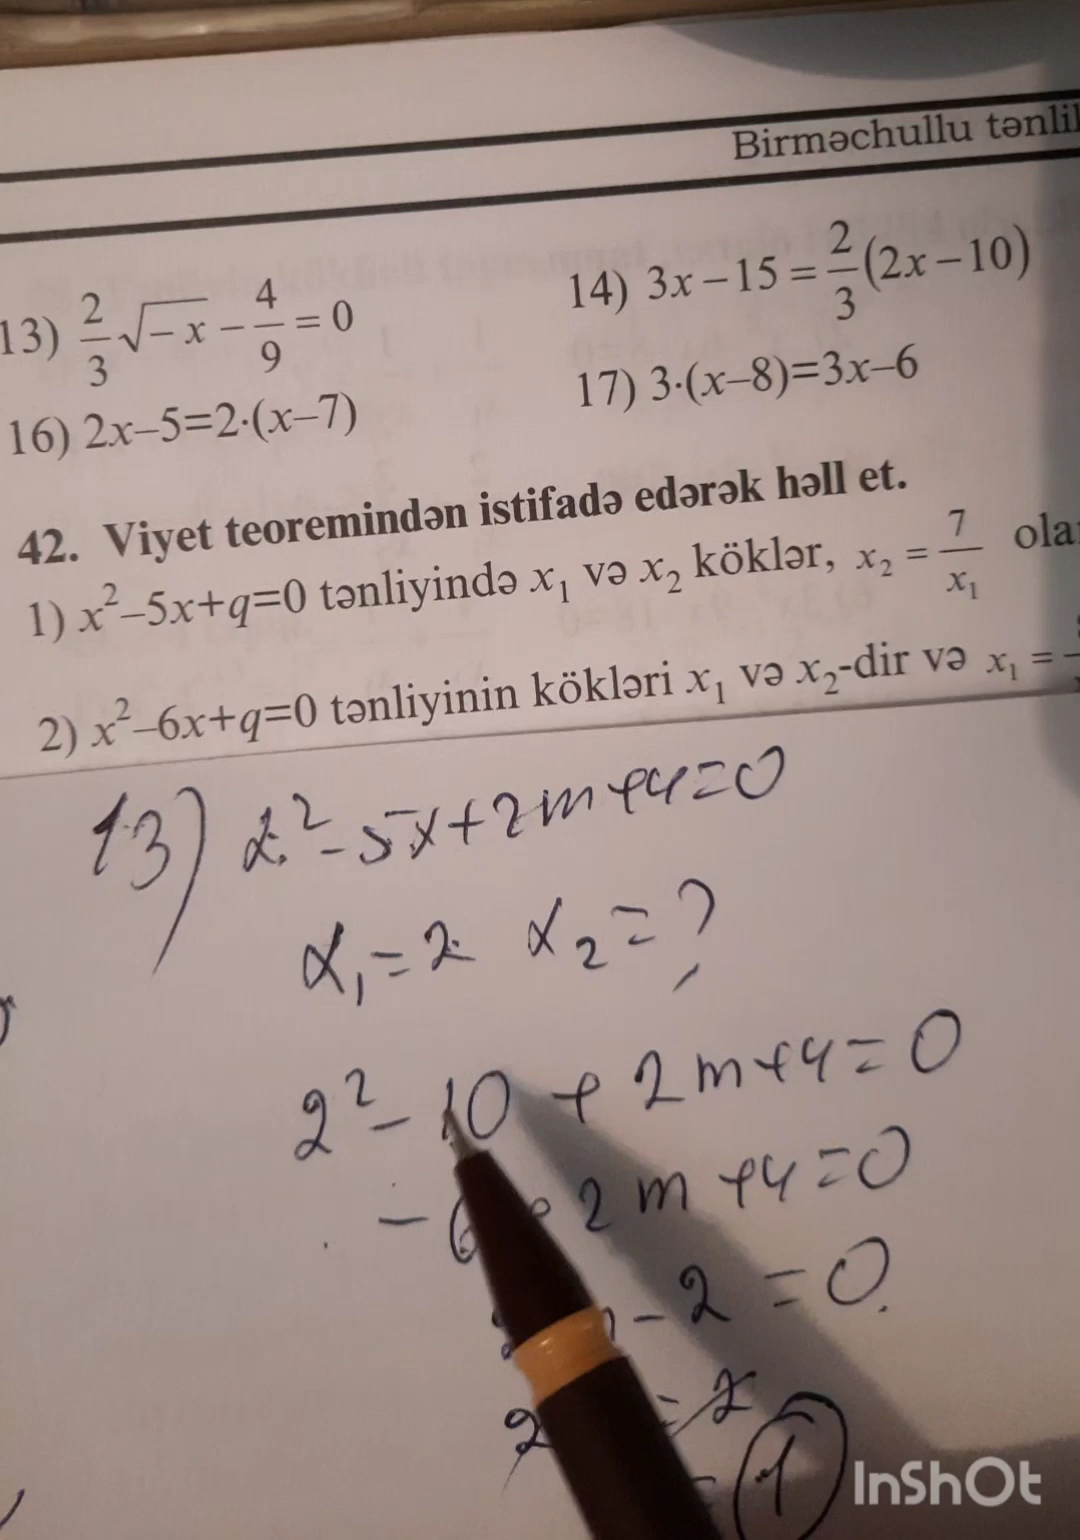 Birməchullu tənlil
13) 2/3 √−x − 4/9 = 0
14) 3x − 15 = 2/3 (2x − 10)
16) 2x–5=2·(x–7)
17) 3·(x–8)=3x–6
42. Viyet teoremindən istifadə edərək həll et.
1) x²–5x+q=0 tənliyində x₁ və x₂ köklər, x₂ = 7/x₁ ola
2) x²–6x+q=0 tənliyinin kökləri x₁ və x₂-dir və x₁ =
13) x² - 5x + 2m + 4 = 0
x₁ = 2 x₂ = ?
2² - 10 + 2m + 4 = 0
- 6 + 2m + 4 = 0
- 2 = 0
2 = 2
= 1
InShOt